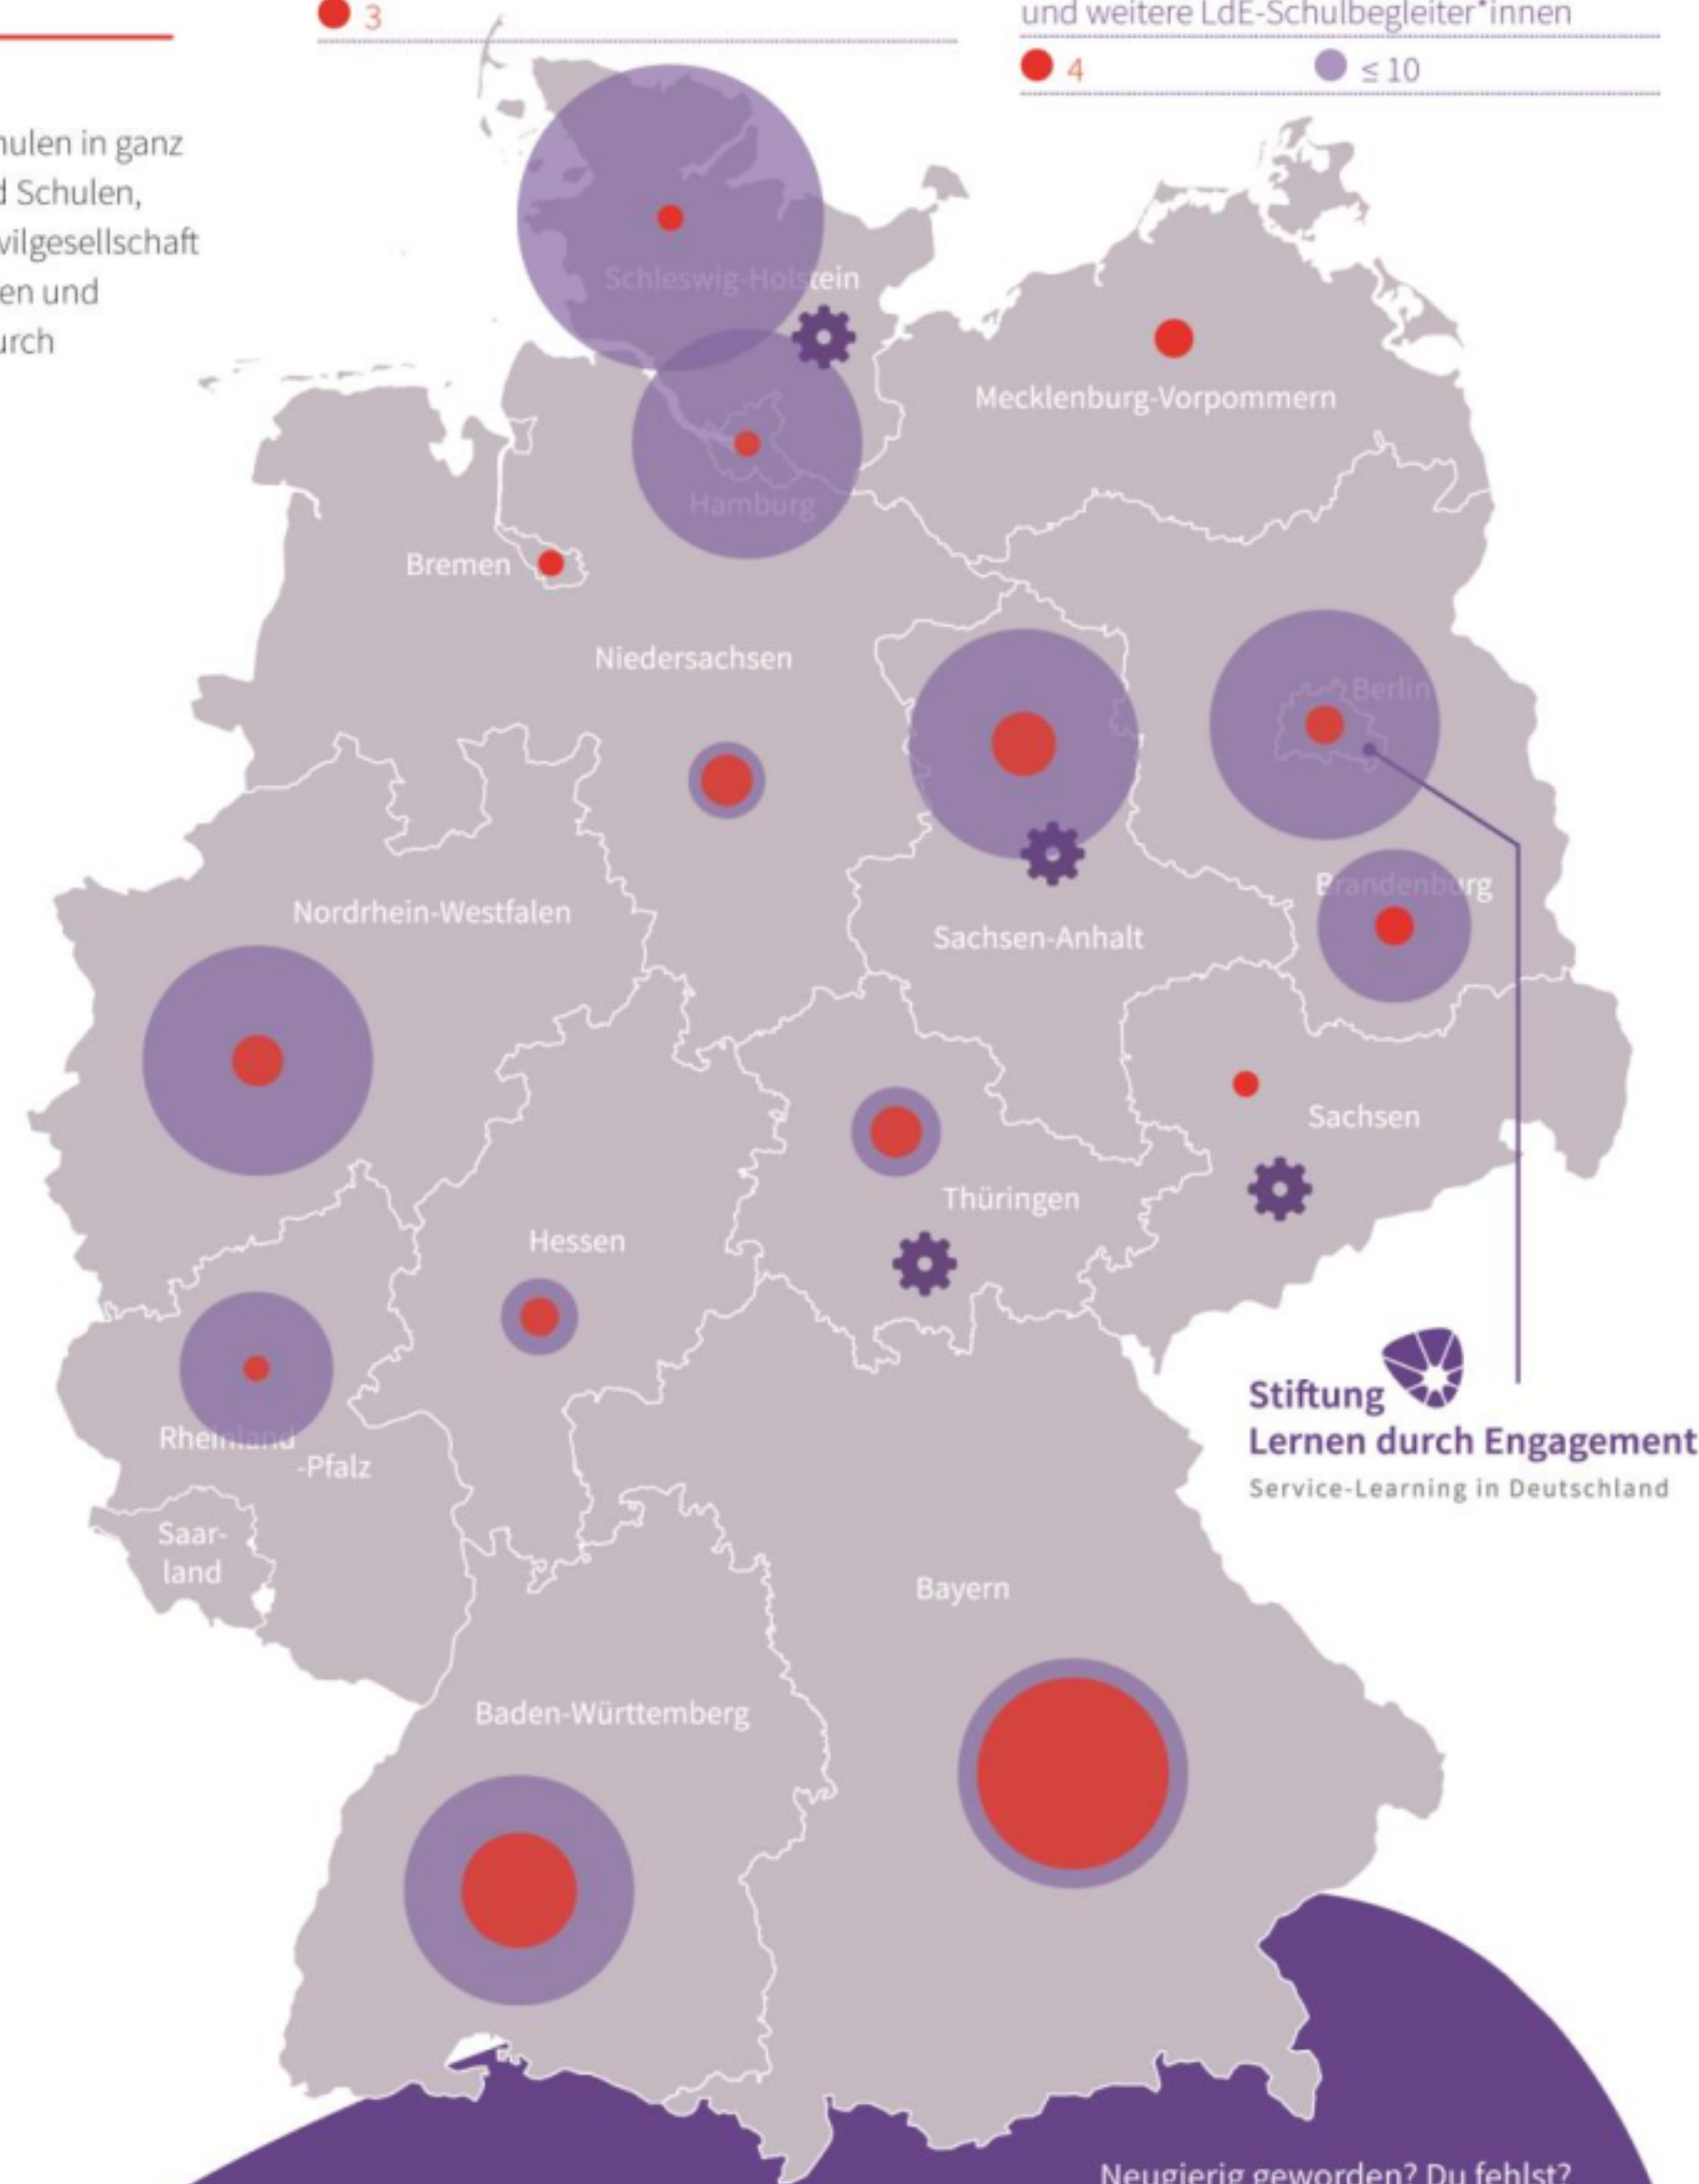 3
und weitere LdE-Schulbegleiter*innen
4
≤ 10
hulen in ganz
d Schulen,
vilgesellschaft
en und
urch
Schleswig-Holstein
Mecklenburg-Vorpommern
Hamburg
Bremen
Niedersachsen
Berlin
Brandenburg
Nordrhein-Westfalen
Sachsen-Anhalt
Sachsen
Thüringen
Hessen
Stiftung
Lernen durch Engagement
Service-Learning in Deutschland
Rheinland
-Pfalz
Saar-
land
Bayern
Baden-Württemberg
Neugierig geworden? Du fehlst?